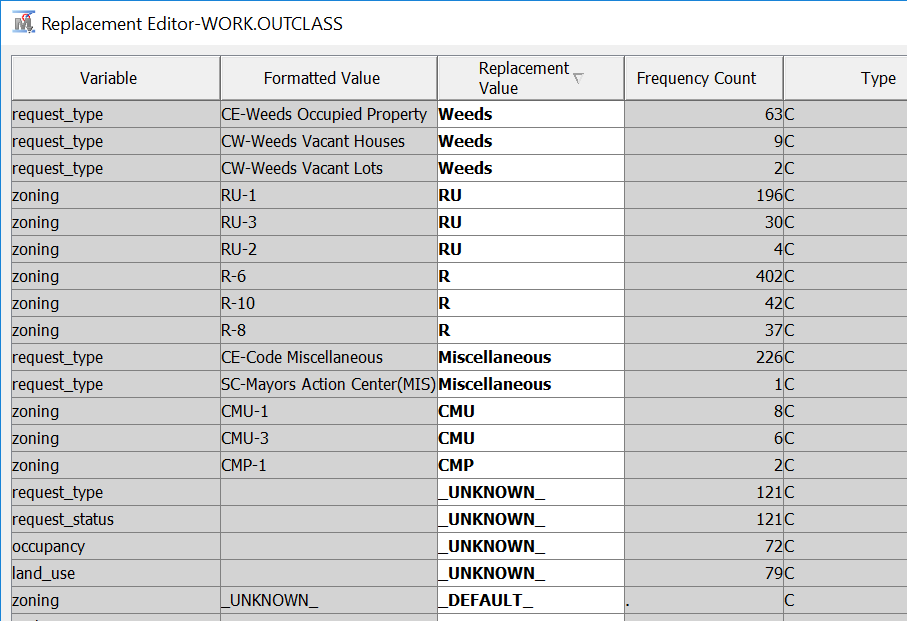 Replacement Editor-WORK.OUTCLASS
Variable Formatted Value Replacement Value Frequency Count Type
request_type CE-Weeds Occupied Property Weeds 63 C
request_type CW-Weeds Vacant Houses Weeds 9 C
request_type CW-Weeds Vacant Lots Weeds 2 C
zoning RU-1 RU 196 C
zoning RU-3 RU 30 C
zoning RU-2 RU 4 C
zoning R-6 R 402 C
zoning R-10 R 42 C
zoning R-8 R 37 C
request_type CE-Code Miscellaneous Miscellaneous 226 C
request_type SC-Mayors Action Center(MIS) Miscellaneous 1 C
zoning CMU-1 CMU 8 C
zoning CMU-3 CMU 6 C
zoning CMP-1 CMP 2 C
request_type _UNKNOWN_ 121 C
request_status _UNKNOWN_ 121 C
occupancy _UNKNOWN_ 72 C
land_use _UNKNOWN_ 79 C
zoning _UNKNOWN_ _DEFAULT_ . C